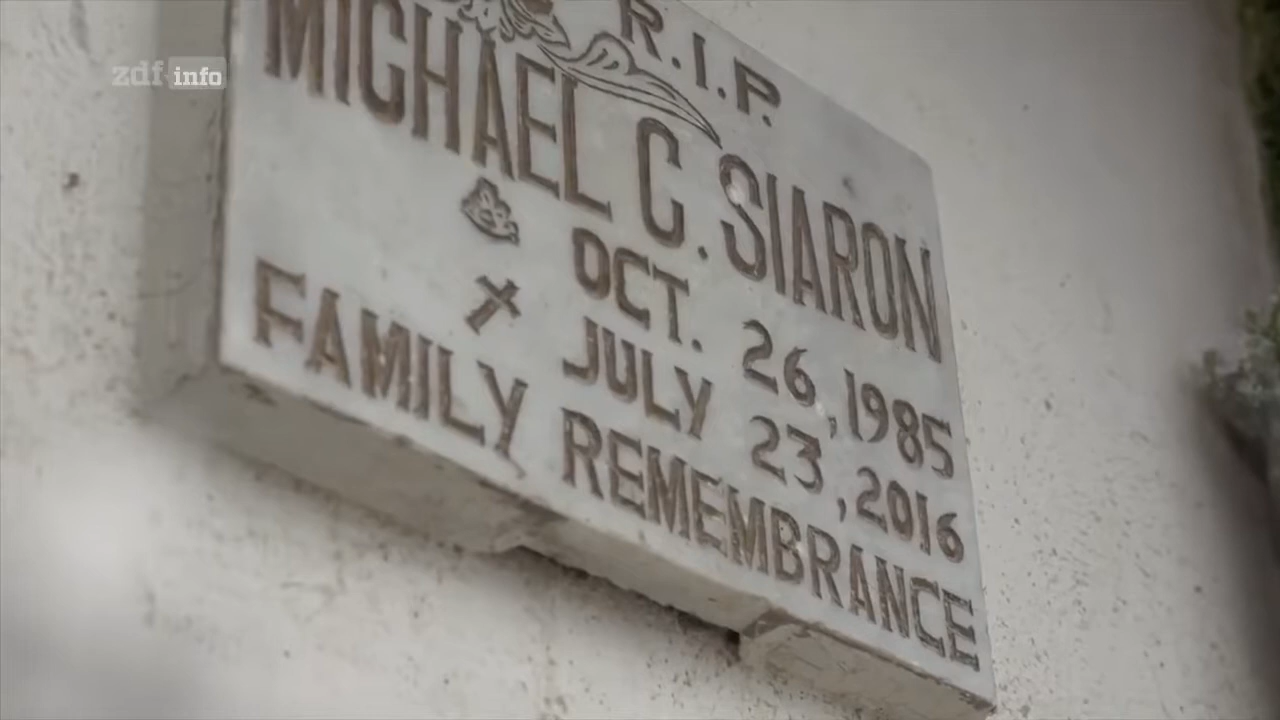 zdf info
R.I.P.
MICHAEL C. SIARON
OCT. 26, 1985
JULY 23, 2016
FAMILY REMEMBRANCE